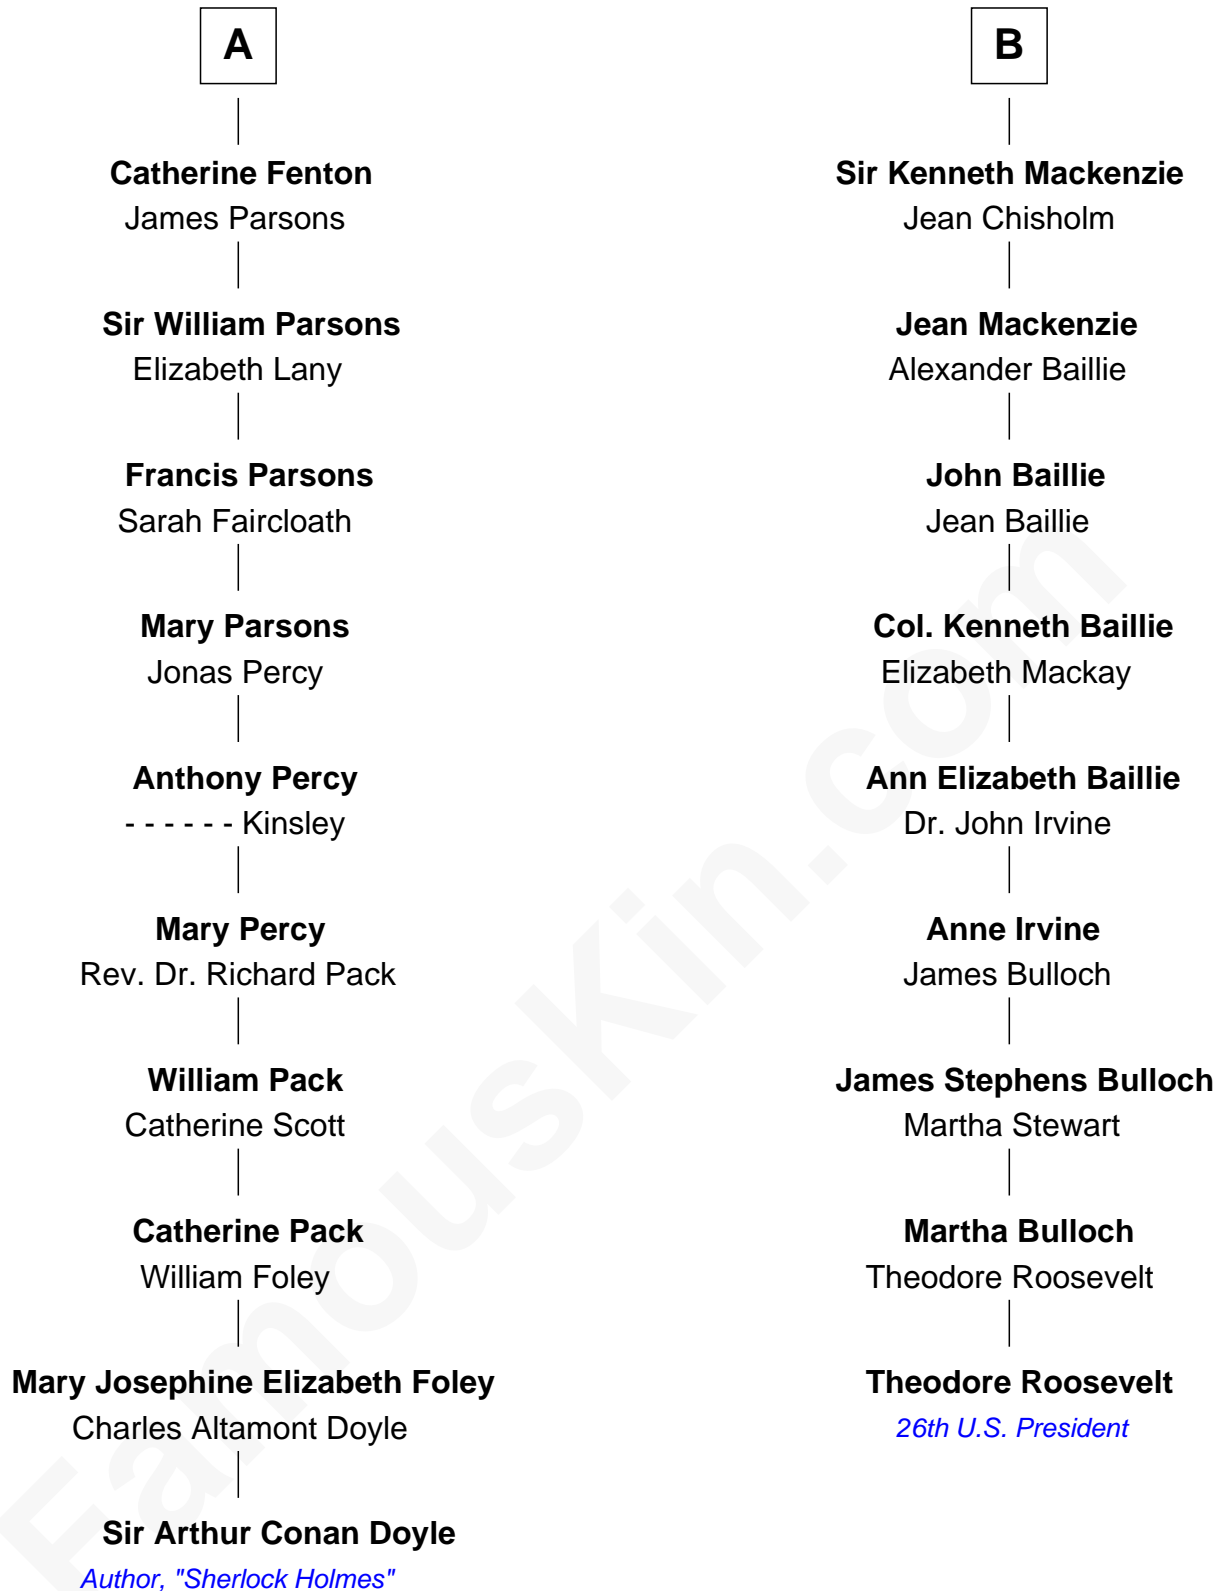 A
Catherine Fenton
James Parsons
Sir William Parsons
Elizabeth Lany
Francis Parsons
Sarah Faircloath
Mary Parsons
Jonas Percy
Anthony Percy
- - - - - - Kinsley
Mary Percy
Rev. Dr. Richard Pack
William Pack
Catherine Scott
Catherine Pack
William Foley
Mary Josephine Elizabeth Foley
Charles Altamont Doyle
Sir Arthur Conan Doyle
Author, "Sherlock Holmes"
B
Sir Kenneth Mackenzie
Jean Chisholm
Jean Mackenzie
Alexander Baillie
John Baillie
Jean Baillie
Col. Kenneth Baillie
Elizabeth Mackay
Ann Elizabeth Baillie
Dr. John Irvine
Anne Irvine
James Bulloch
James Stephens Bulloch
Martha Stewart
Martha Bulloch
Theodore Roosevelt
Theodore Roosevelt
26th U.S. President
FamousKin.com